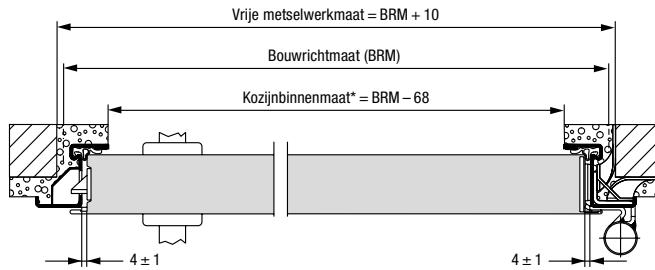 Vrije metselwerkmaat = BRM + 10
Bouwrichtmaat (BRM)
Kozijnbinnenmaat* = BRM – 68
4 ± 1
4 ± 1